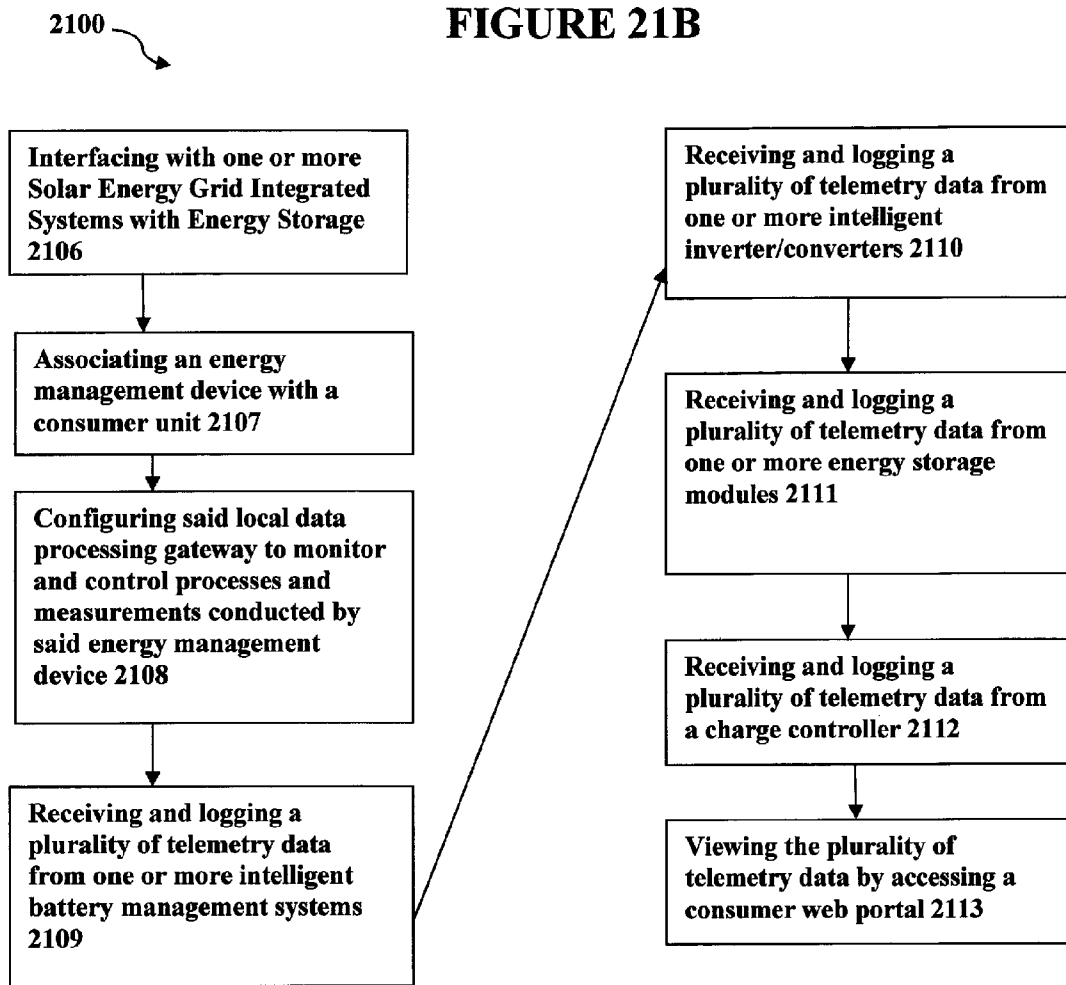 2100
FIGURE 21B
Interfacing with one or more
Solar Energy Grid Integrated
Systems with Energy Storage
2106
Associating an energy
management device with a
consumer unit 2107
Configuring said local data
processing gateway to monitor
and control processes and
measurements conducted by
said energy management
device 2108
Receiving and logging a
plurality of telemetry data
from one or more intelligent
battery management systems
2109
Receiving and logging a
plurality of telemetry data from
one or more intelligent
inverter/converters 2110
Receiving and logging a
plurality of telemetry data from
one or more energy storage
modules 2111
Receiving and logging a
plurality of telemetry data from
a charge controller 2112
Viewing the plurality of
telemetry data by accessing a
consumer web portal 2113